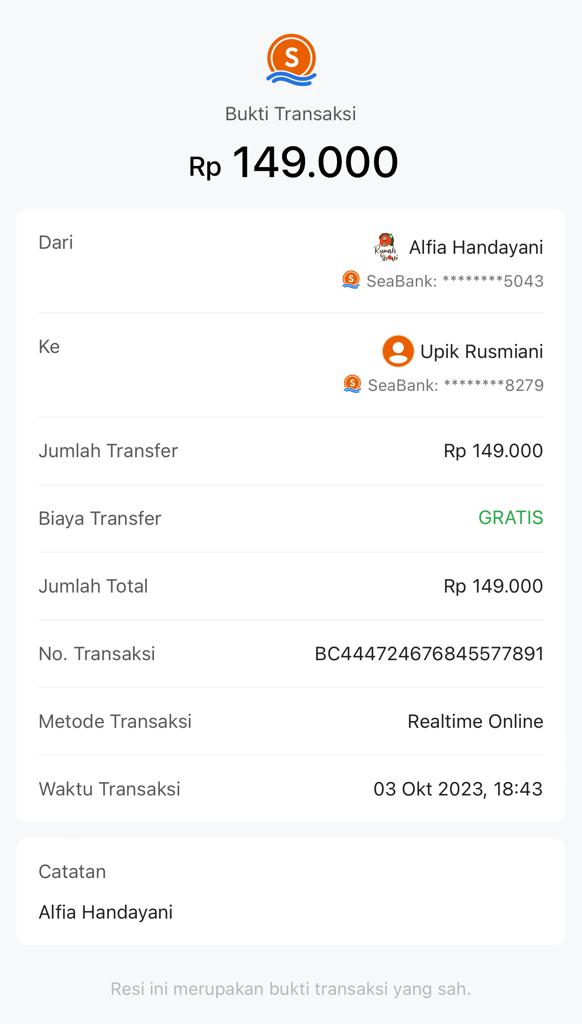 Bukti Transaksi
Rp 149.000
Dari
Alfia Handayani
SeaBank: ********5043
Ke
Upik Rusmiani
SeaBank: ********8279
Jumlah Transfer
Rp 149.000
Biaya Transfer
GRATIS
Jumlah Total
Rp 149.000
No. Transaksi
BC444724676845577891
Metode Transaksi
Realtime Online
Waktu Transaksi
03 Okt 2023, 18:43
Catatan
Alfia Handayani
Resi ini merupakan bukti transaksi yang sah.